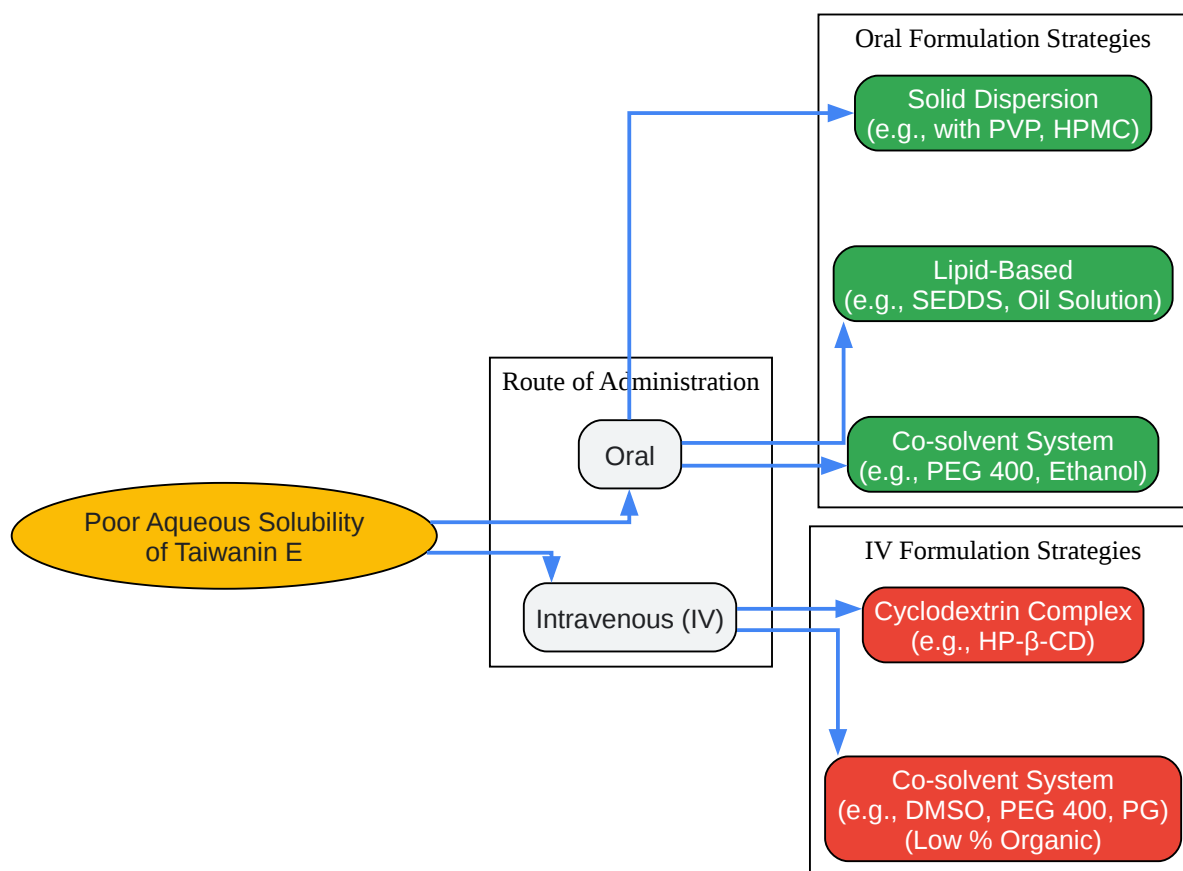 Oral Formulation Strategies
Solid Dispersion
(e.g., with PVP, HPMC)
Lipid-Based
(e.g., SEDDS, Oil Solution)
Route of Administration
Oral
Co-solvent System
(e.g., PEG 400, Ethanol)
Poor Aqueous Solubility
of Taiwanin E
Intravenous (IV)
IV Formulation Strategies
Cyclodextrin Complex
(e.g., HP-β-CD)
Co-solvent System
(e.g., DMSO, PEG 400, PG)
(Low % Organic)